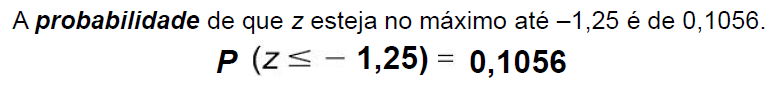 A probabilidade de que z esteja no máximo até –1,25 é de 0,1056.
P (z ≤ − 1,25) = 0,1056